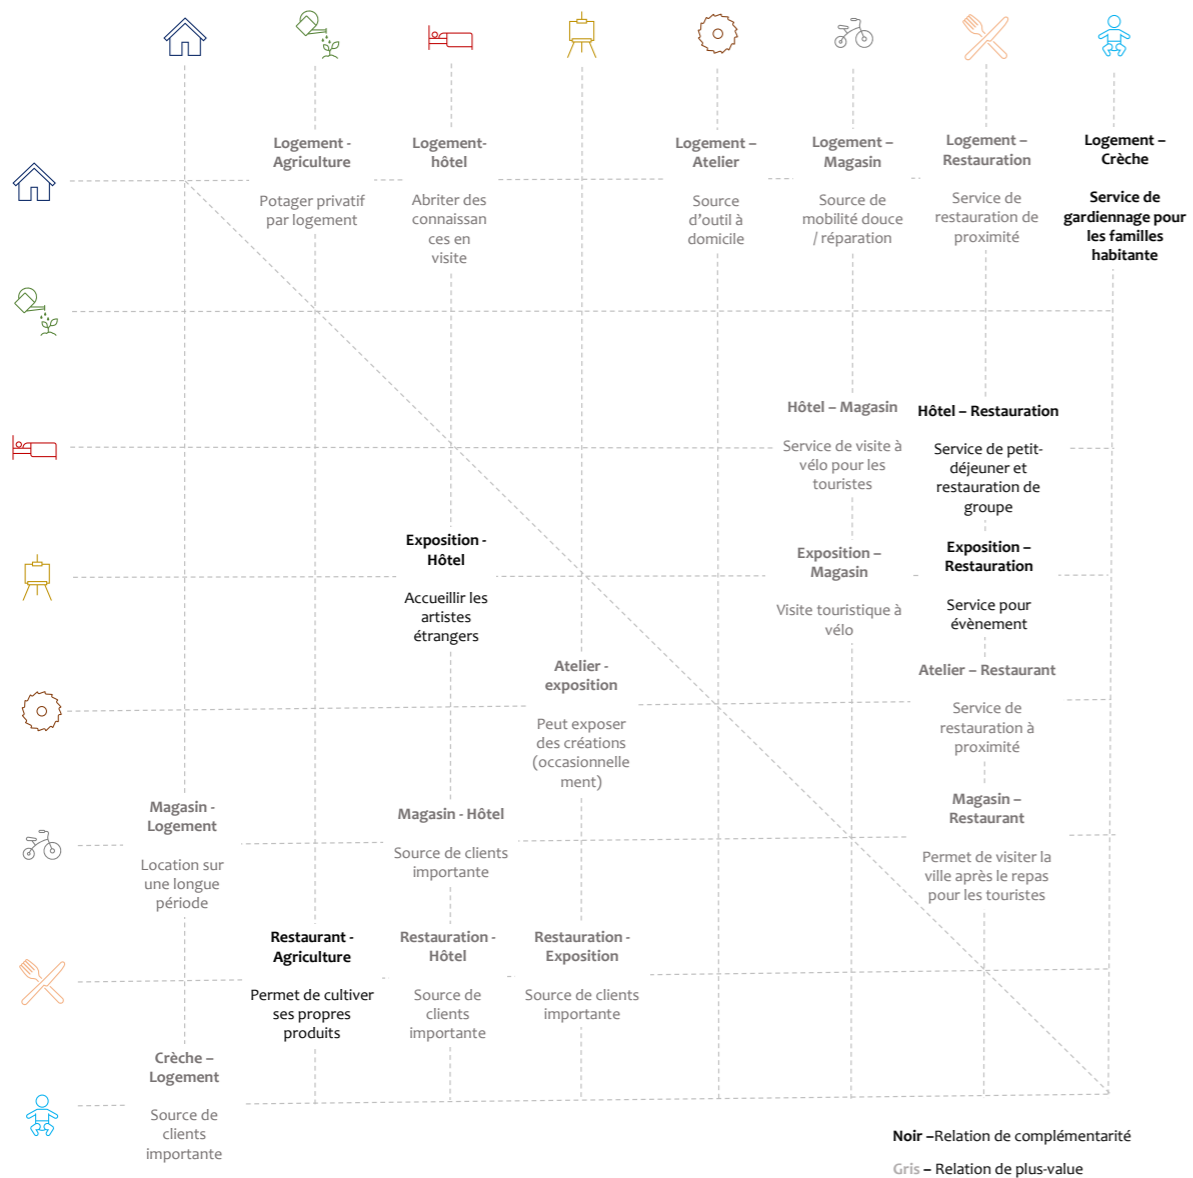 Logement -
Agriculture
Potager privatif
par logement
Logement-
hôtel
Abriter des
connaissan
ces en
visite
Logement –
Atelier
Source
d'outil à
domicile
Logement –
Magasin
Source de
mobilité douce
/ réparation
Logement –
Restauration
Service de
restauration de
proximité
Logement –
Crèche
Service de
gardiennage pour
les familles
habitante
Hôtel – Magasin
Service de visite à
vélo pour les
touristes
Hôtel – Restauration
Service de petit-
déjeuner et
restauration de
groupe
Exposition -
Hôtel
Accueillir les
artistes
étrangers
Exposition –
Magasin
Visite touristique à
vélo
Exposition –
Restauration
Service pour
évènement
Atelier -
exposition
Peut exposer
des créations
(occasionnelle
ment)
Atelier – Restaurant
Service de
restauration à
proximité
Magasin -
Logement
Location sur
une longue
période
Magasin - Hôtel
Source de clients
importante
Magasin –
Restaurant
Permet de visiter la
ville après le repas
pour les touristes
Restaurant -
Agriculture
Permet de cultiver
ses propres
produits
Restauration -
Hôtel
Source de
clients
importante
Restauration -
Exposition
Source de clients
importante
Crèche –
Logement
Source de
clients
importante
Noir –Relation de complémentarité
Gris – Relation de plus-value